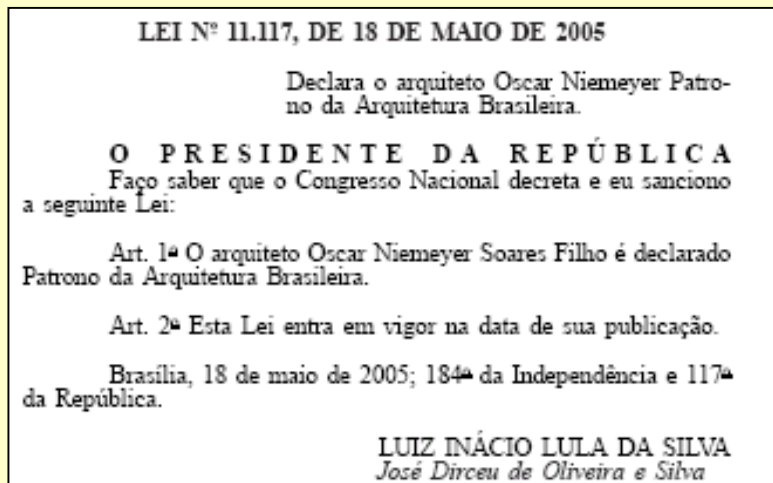 LEI Nº 11.117, DE 18 DE MAIO DE 2005
Declara o arquiteto Oscar Niemeyer Patro-
no da Arquitetura Brasileira.
O PRESIDENTE DA REPÚBLICA
Faço saber que o Congresso Nacional decreta e eu sanciono
a seguinte Lei:
Art. 1º O arquiteto Oscar Niemeyer Soares Filho é declarado
Patrono da Arquitetura Brasileira.
Art. 2º Esta Lei entra em vigor na data de sua publicação.
Brasília, 18 de maio de 2005; 184º da Independência e 117º
da República.
LUIZ INÁCIO LULA DA SILVA
José Dirceu de Oliveira e Silva